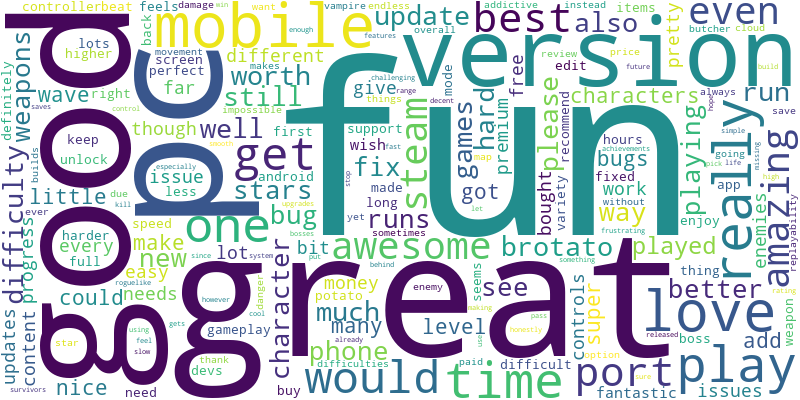 fun
great
good
version
pc
mobile
love
play
really
amazing
port
time
would
awesome
one
get
best
even
update
also
steam
hard
games
please
characters
run
playing
difficulty
weapons
wave
worth
different
still
well
far
give
premium
free
edit
pretty
items
butcher
cloud
price
review
want
endless
vampire
addictive
instead
overall
features
controllerbeat
feels
damage
min
back
lots
higher
movement
screen
makes
enough
perfect
mode
things
challenging
range
decent
future
build
definitely
right
though
first
support
impossible
fix
wish
bugs
hours
fixed
achievements
always
hope
save
saves
control
keep
unlock
issue
less
especially
smooth
stars
android
made
map
got
bought
variety
recommend
work
way
without
going
simple
app
pick
life
missing
high
little
due
builds
every
harder
full
ever
kill
new
make
speed
bug
runs
long
yet
stop
fast
sometimes
frustrating
enjoy
enemies
replayability
progress
needs
easy
lot
bit
upgrades
bosses
put
behind
let
brotato
played
something
thing
better
rating
updates
content
could
since
system
roguelike
however
gets
using
feel
slow
gameplay
cool
danger
character
money
potato
much
many
phone
enemy
see
level
seems
making
already
controls
super
add
boss
weapon
issues
nice
star
survivors
need
thank
devs
buy
difficulties
paid
use
honestly
pass
difficult
option
ours
released
fantastic